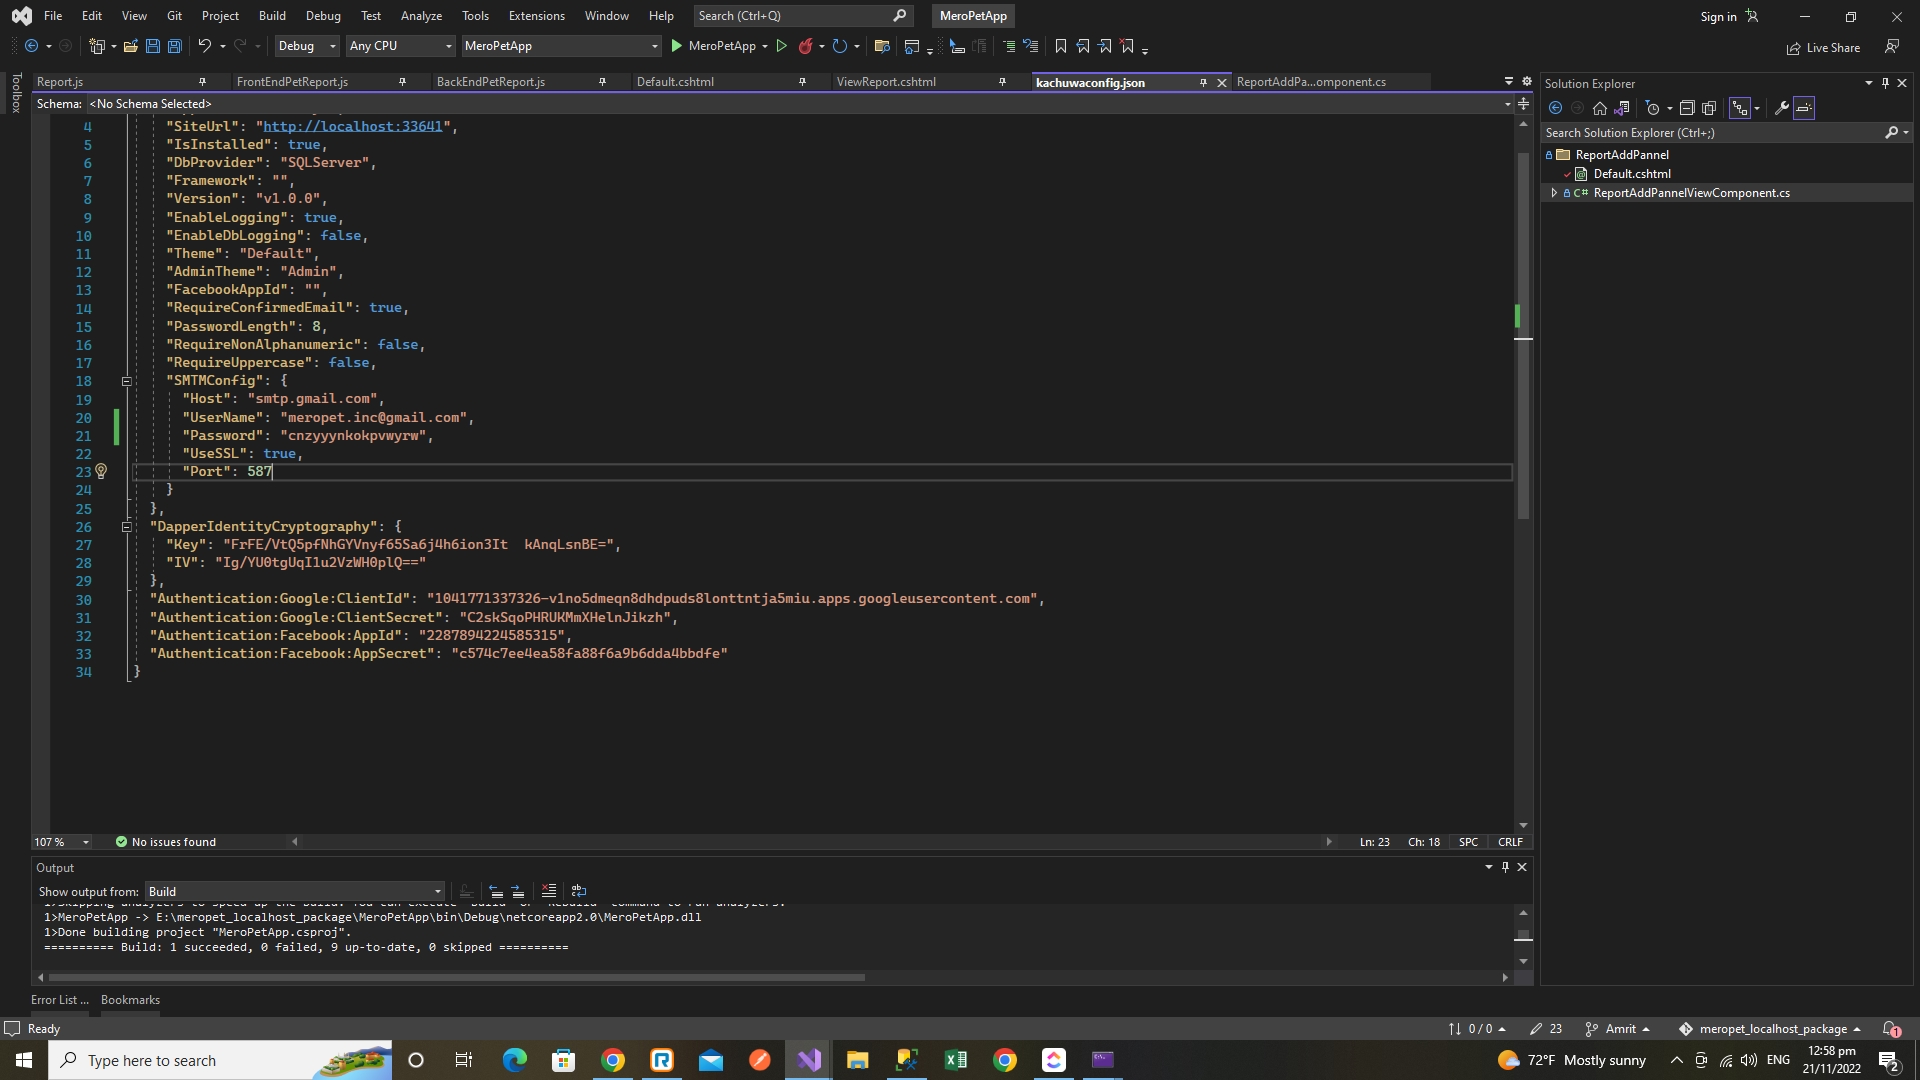 File Edit View Git Project Build Debug Test Analyze Tools Extensions Window Help Search (Ctrl+Q) MeroPetApp Sign in
Debug Any CPU MeroPetApp MeroPetApp Live Share
Toolbox
Report.js FrontEndPetReport.js BackEndPetReport.js Default.cshtml ViewReport.cshtml kachuwaconfig.json ReportAddPa...omponent.cs
Schema: <No Schema Selected>
4 "SiteUrl": "http://localhost:33641",
5 "IsInstalled": true,
6 "DbProvider": "SQLServer",
7 "Framework": "",
8 "Version": "v1.0.0",
9 "EnableLogging": true,
10 "EnableDbLogging": false,
11 "Theme": "Default",
12 "AdminTheme": "Admin",
13 "FacebookAppId": "",
14 "RequireConfirmedEmail": true,
15 "PasswordLength": 8,
16 "RequireNonAlphanumeric": false,
17 "RequireUppercase": false,
18 "SMTMConfig": {
19 "Host": "smtp.gmail.com",
20 "UserName": "meropet.inc@gmail.com",
21 "Password": "cnzyyynkokpvwyrw",
22 "UseSSL": true,
23 "Port": 587
24 }
25 },
26 "DapperIdentityCryptography": {
27 "Key": "FrFE/VtQ5pfNhGYVnyf65Sa6j4h6ion3It  kAnqLsnBE=",
28 "IV": "Ig/YU0tgUqI1u2VzWH0plQ=="
29 },
30 "Authentication:Google:ClientId": "1041771337326-v1no5dmeqn8dhdpuds8lonttntja5miu.apps.googleusercontent.com",
31 "Authentication:Google:ClientSecret": "C2skSqoPHRUKMmXHelnJikzh",
32 "Authentication:Facebook:AppId": "2287894224585315",
33 "Authentication:Facebook:AppSecret": "c574c7ee4ea58fa88f6a9b6dda4bbdfe"
34 }
107 % No issues found Ln: 23 Ch: 18 SPC CRLF
Solution Explorer
Search Solution Explorer (Ctrl+;)
ReportAddPannel
Default.cshtml
C# ReportAddPannelViewComponent.cs
Output
Show output from: Build
1>Skipping analyzers to speed up the build. You can execute 'Build' or 'Rebuild' command to run analyzers.
1>MeroPetApp -> E:\meropet_localhost_package\MeroPetApp\bin\Debug\netcoreapp2.0\MeroPetApp.dll
1>Done building project "MeroPetApp.csproj".
========== Build: 1 succeeded, 0 failed, 9 up-to-date, 0 skipped ==========
Error List ... Bookmarks
Ready 0 / 0 23 Amrit meropet_localhost_package 1
Type here to search 72°F Mostly sunny ENG 12:58 pm
21/11/2022 2